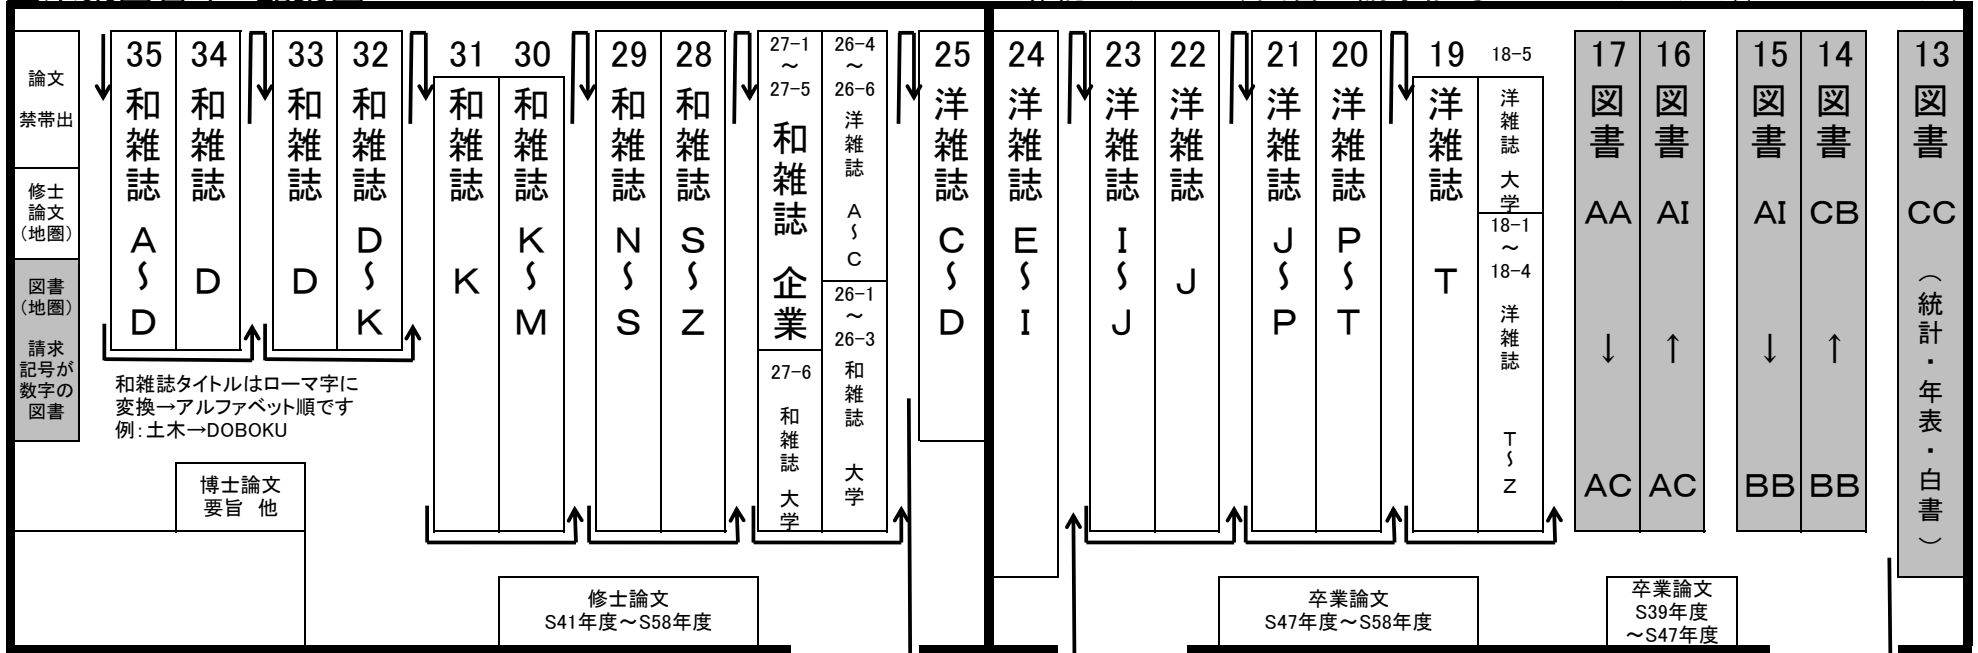 論文
禁帯出
修士
論文
(地圏)
図書
(地圏)
請求
記号が
数字の
図書
35
和雑誌
A~D
34
和雑誌
D
33
和雑誌
D
32
和雑誌
D~K
和雑誌タイトルはローマ字に
変換→アルファベット順です
例：土木→DOBOKU
博士論文
要旨 他
31
和雑誌
K
30
和雑誌
K~M
29
和雑誌
N~S
28
和雑誌
S~Z
27-1
~
27-5
和雑誌 企業
27-6
和雑誌 大学
26-4
~
26-6
洋雑誌 A~C
26-1
~
26-3
和雑誌 大学
25
洋雑誌
C~D
24
洋雑誌
E~I
23
洋雑誌
I~J
22
洋雑誌
J
21
洋雑誌
J~P
20
洋雑誌
P~T
19
洋雑誌
T
18-5
洋雑誌 大学
18-1
~
18-4
洋雑誌 T~Z
17
図書
AA
↓
AC
16
図書
AI
↑
AC
15
図書
AI
↓
BB
14
図書
CB
↑
BB
13
図書
CC
(統計・年表・白書)
修士論文
S41年度~S58年度
卒業論文
S47年度~S58年度
卒業論文
S39年度
~S47年度